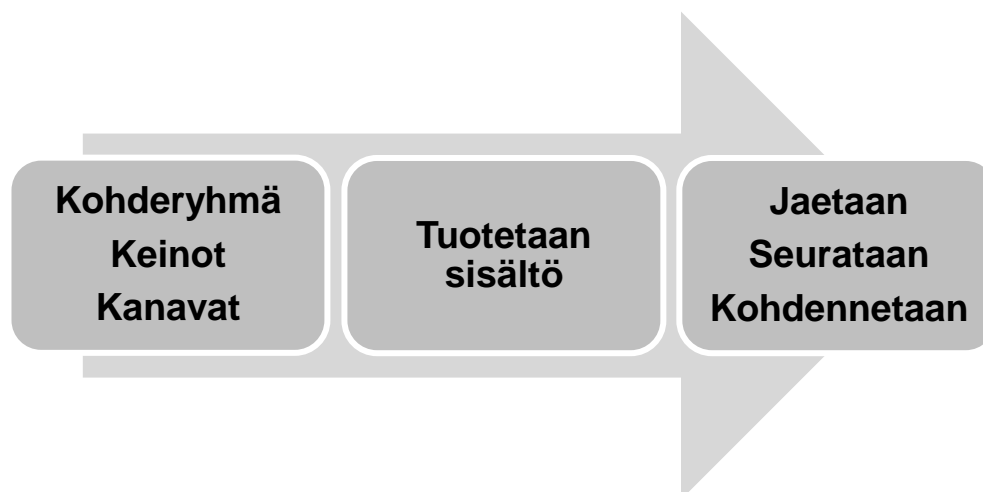 Kohderyhmä
Keinot
Kanavat
Tuotetaan
sisältö
Jaetaan
Seurataan
Kohdennetaan